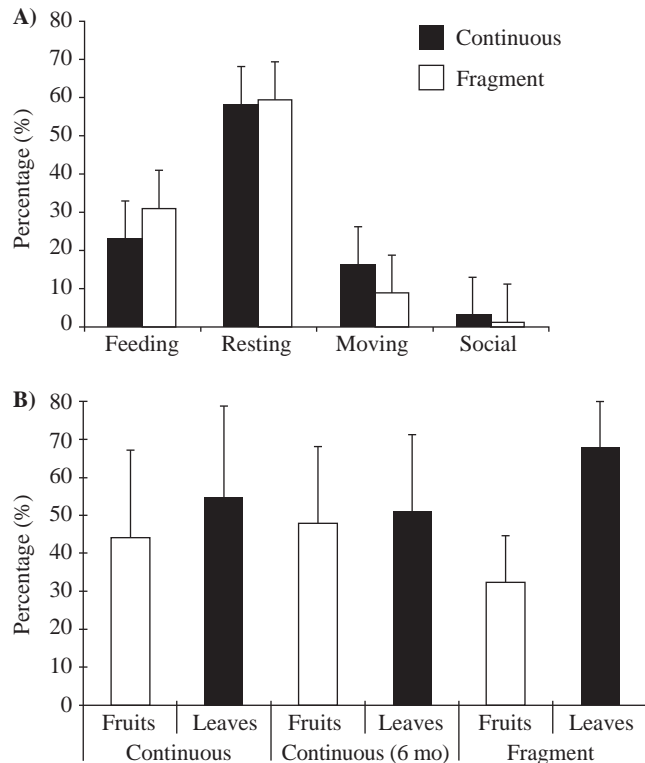 A)
80
70
60
50
40
30
20
10
0
Percentage (%)
Continuous
Fragment
Feeding Resting Moving Social
B)
80
70
60
50
40
30
20
10
0
Percentage (%)
Fruits Leaves Fruits Leaves Fruits Leaves
Continuous Continuous (6 mo) Fragment